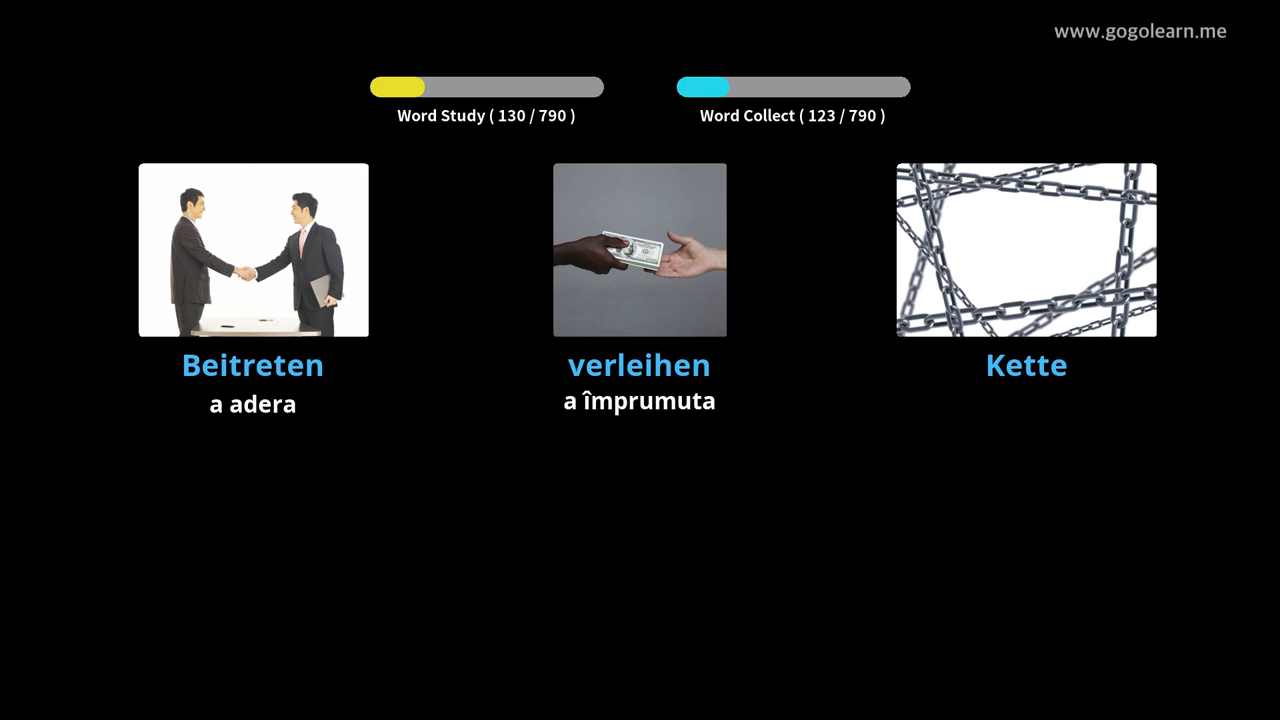 www.gogolearn.me
Word Study ( 130 / 790 )
Word Collect ( 123 / 790 )
Beitreten
a adera
verleihen
a împrumuta
Kette